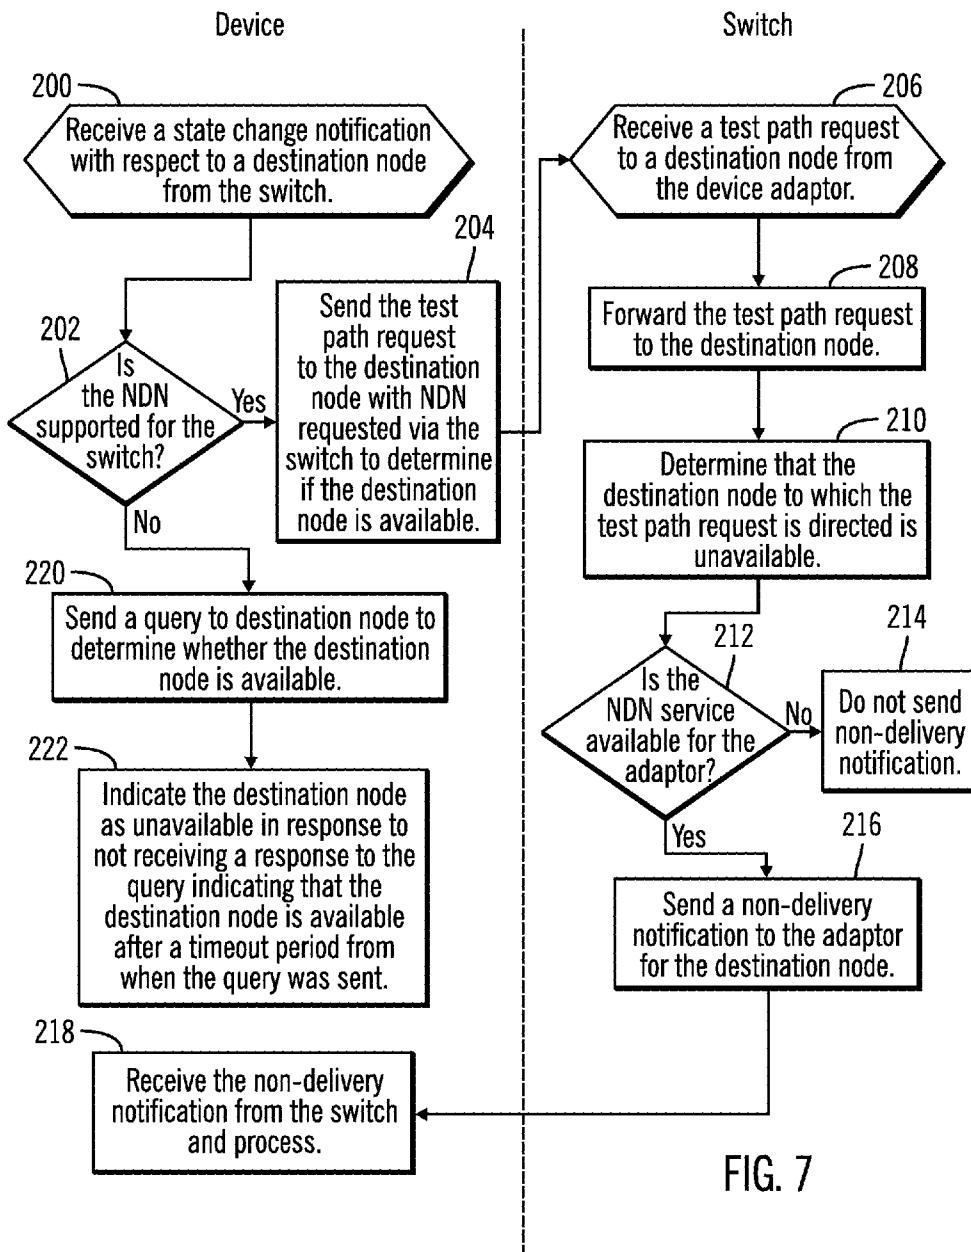 Device
Switch
200
Receive a state change notification
with respect to a destination node
from the switch.
206
Receive a test path request
to a destination node from
the device adaptor.
204
Send the test
path request
to the destination
node with NDN
requested via the
switch to determine
if the destination
node is available.
208
Forward the test path request
to the destination node.
202
Is
the NDN
supported for the
switch?
Yes
No
210
Determine that the
destination node to which the
test path request is directed is
unavailable.
220
Send a query to destination node to
determine whether the destination
node is available.
212
Is the
NDN service
available for the
adaptor?
No
Yes
214
Do not send
non-delivery
notification.
222
Indicate the destination node
as unavailable in response to
not receiving a response to the
query indicating that the
destination node is available
after a timeout period from
when the query was sent.
216
Send a non-delivery
notification to the adaptor
for the destination node.
218
Receive the non-delivery
notification from the switch
and process.
FIG. 7